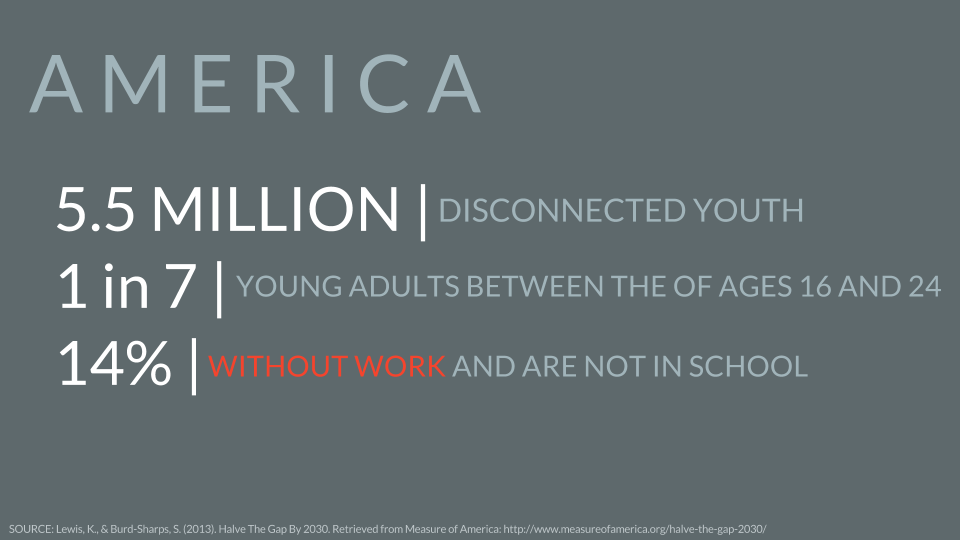 AMERICA
5.5 MILLION | DISCONNECTED YOUTH
1 in 7 | YOUNG ADULTS BETWEEN THE OF AGES 16 AND 24
14% | WITHOUT WORK AND ARE NOT IN SCHOOL
SOURCE: Lewis, K., & Burd-Sharps, S. (2013). Halve The Gap By 2030. Retrieved from Measure of America: http://www.measureofamerica.org/halve-the-gap-2030/